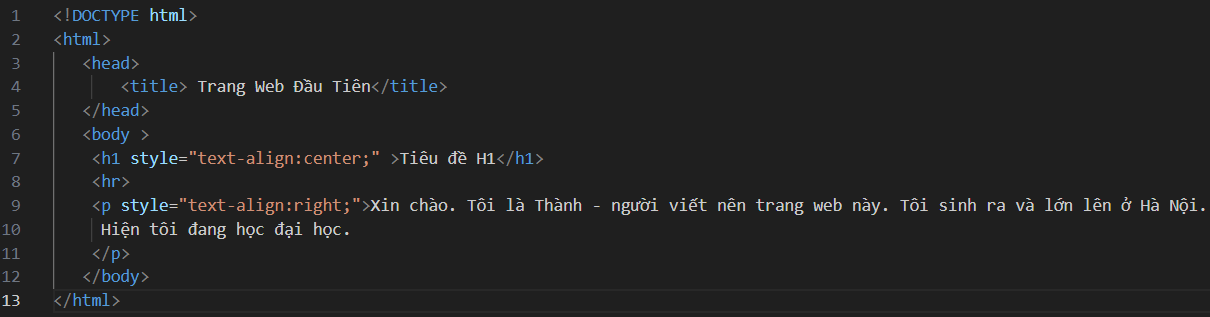 1 <!DOCTYPE html>
2 <html>
3 <head>
4 <title> Trang Web Đầu Tiên</title>
5 </head>
6 <body >
7 <h1 style="text-align:center;" >Tiêu đề H1</h1>
8 <hr>
9 <p style="text-align:right;">Xin chào. Tôi là Thành - người viết nên trang web này. Tôi sinh ra và lớn lên ở Hà Nội.
10 Hiện tôi đang học đại học.
11 </p>
12 </body>
13 </html>